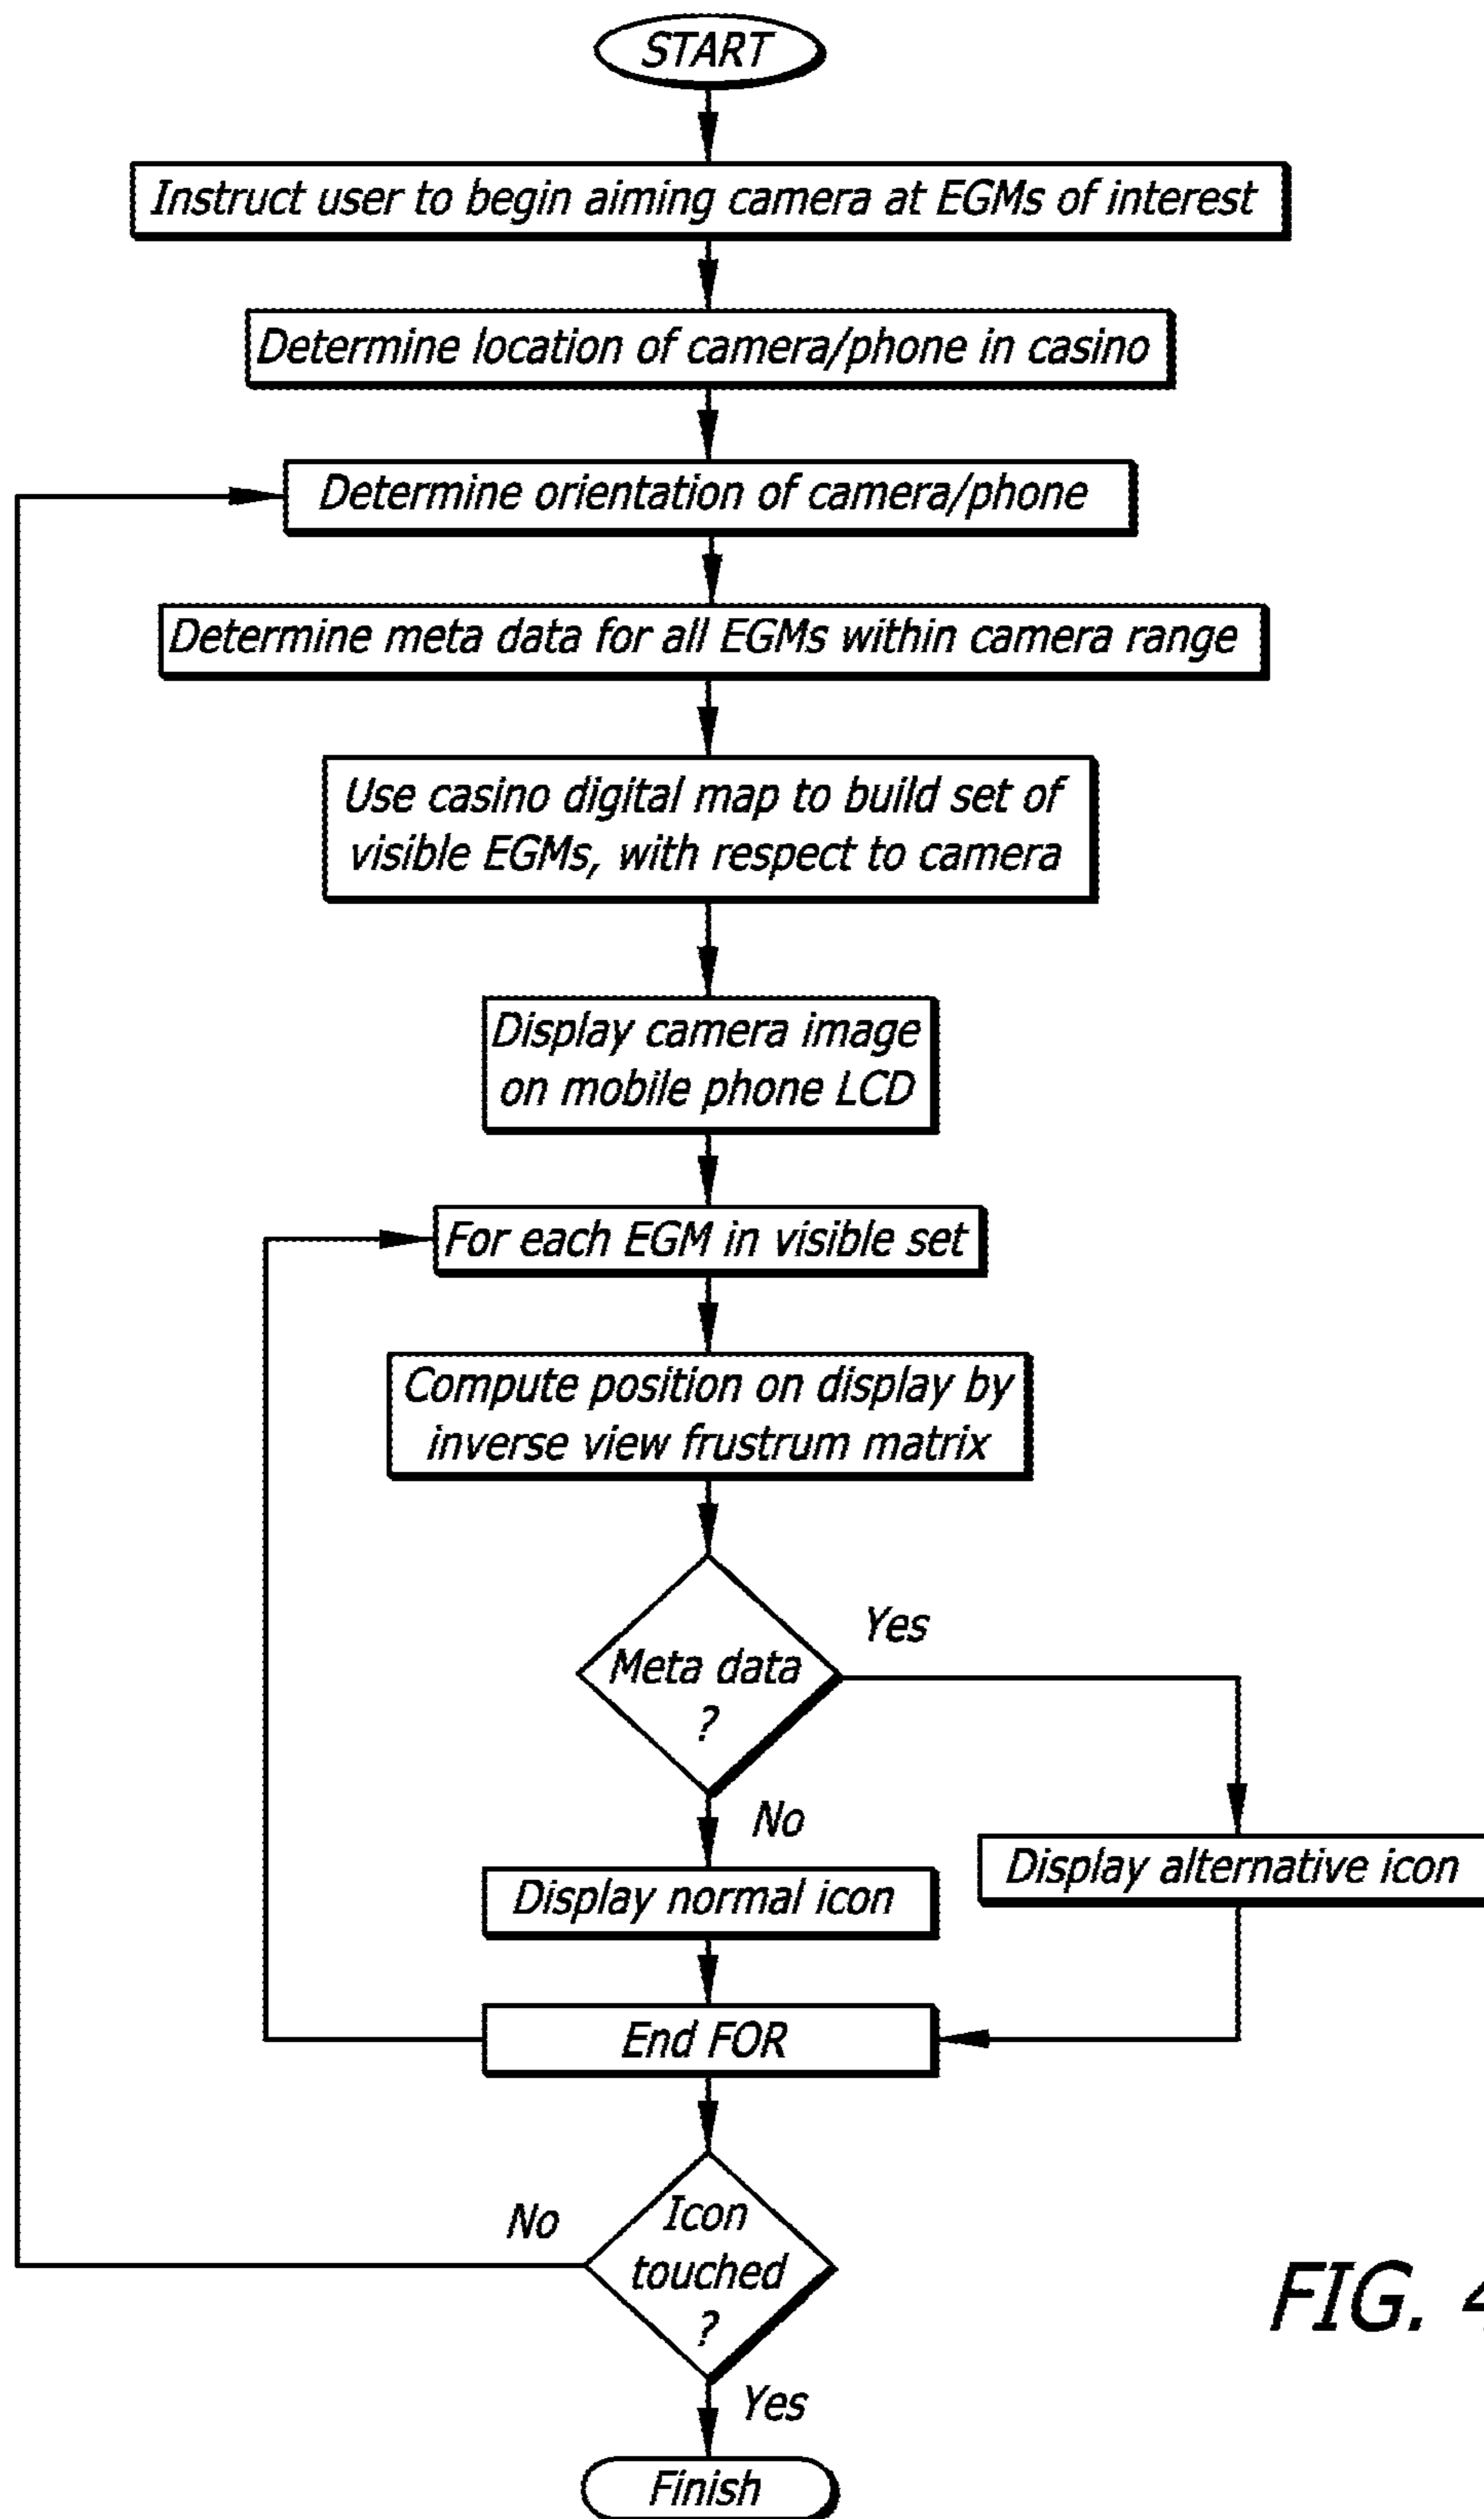 START
Instruct user to begin aiming camera at EGMs of interest
Determine location of camera/phone in casino
Determine orientation of camera/phone
Determine meta data for all EGMs within camera range
Use casino digital map to build set of
visible EGMs, with respect to camera
Display camera image
on mobile phone LCD
For each EGM in visible set
Compute position on display by
inverse view frustrum matrix
Yes
Meta data
?
No
Display alternative icon
Display normal icon
End FOR
No
Icon
touched
?
Yes
FIG. 4
Finish